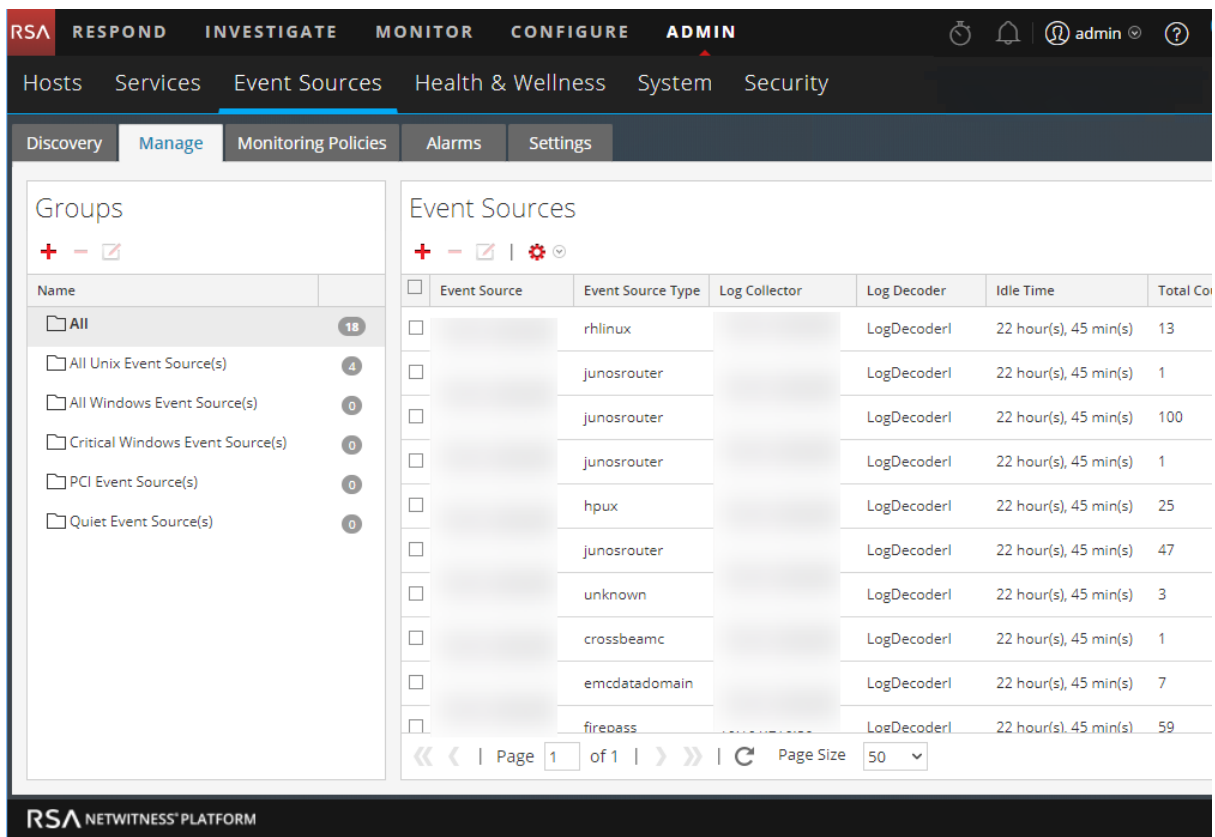 RSA RESPOND INVESTIGATE MONITOR CONFIGURE ADMIN admin ?
Hosts Services Event Sources Health & Wellness System Security
Discovery Manage Monitoring Policies Alarms Settings
Groups
Name
All 18
All Unix Event Source(s) 4
All Windows Event Source(s) 0
Critical Windows Event Source(s) 0
PCI Event Source(s) 0
Quiet Event Source(s) 0
Event Sources
Event Source Event Source Type Log Collector Log Decoder Idle Time Total Cou
rhlinux LogDecoderl 22 hour(s), 45 min(s) 13
junosrouter LogDecoderl 22 hour(s), 45 min(s) 1
junosrouter LogDecoderl 22 hour(s), 45 min(s) 100
junosrouter LogDecoderl 22 hour(s), 45 min(s) 1
hpux LogDecoderl 22 hour(s), 45 min(s) 25
junosrouter LogDecoderl 22 hour(s), 45 min(s) 47
unknown LogDecoderl 22 hour(s), 45 min(s) 3
crossbeamc LogDecoderl 22 hour(s), 45 min(s) 1
emcdatadomain LogDecoderl 22 hour(s), 45 min(s) 7
firepass LogDecoderl 22 hour(s), 45 min(s) 59
Page 1 of 1 Page Size 50
RSA NETWITNESS® PLATFORM